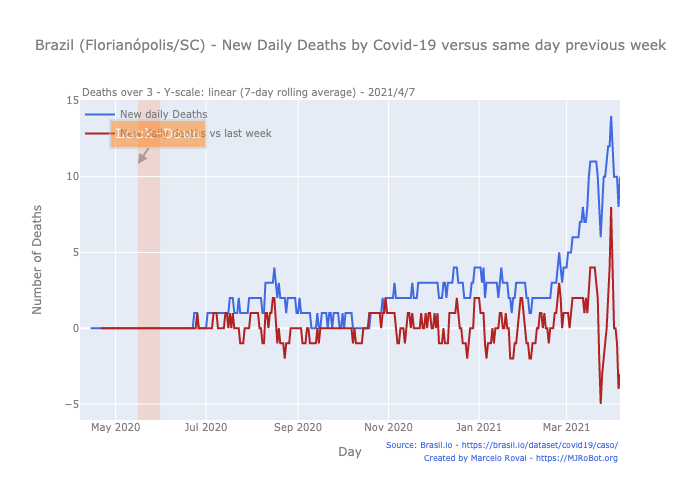 Brazil (Florianópolis/SC) - New Daily Deaths by Covid-19 versus same day previous week
Deaths over 3 - Y-scale: linear (7-day rolling average) - 2021/4/7
15
New daily Deaths
Lock Down
vs last week
10
5
0
−5
Number of Deaths
May 2020
Jul 2020
Sep 2020
Nov 2020
Jan 2021
Mar 2021
Day
Source: Brasil.io - https://brasil.io/dataset/covid19/caso/
Created by Marcelo Rovai - https://MJRoBot.org